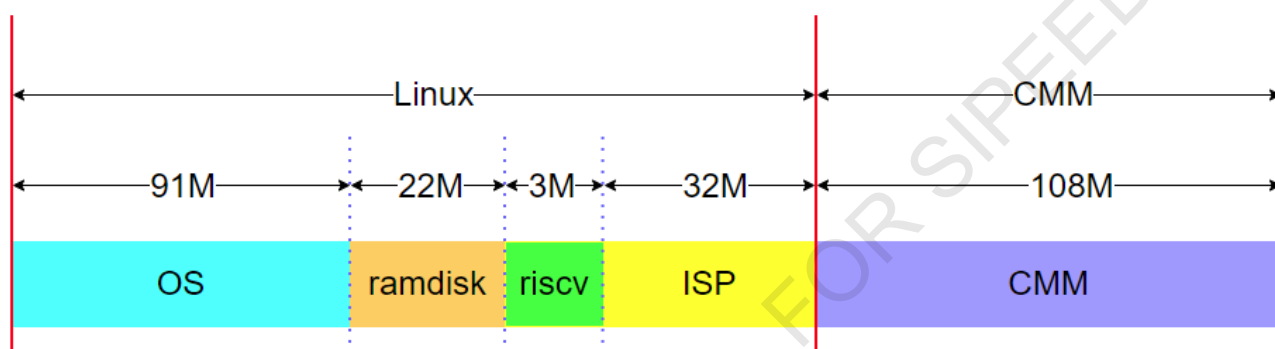 Linux CMM
91M 22M 3M 32M 108M
OS ramdisk riscv ISP CMM
FOR SIPEED